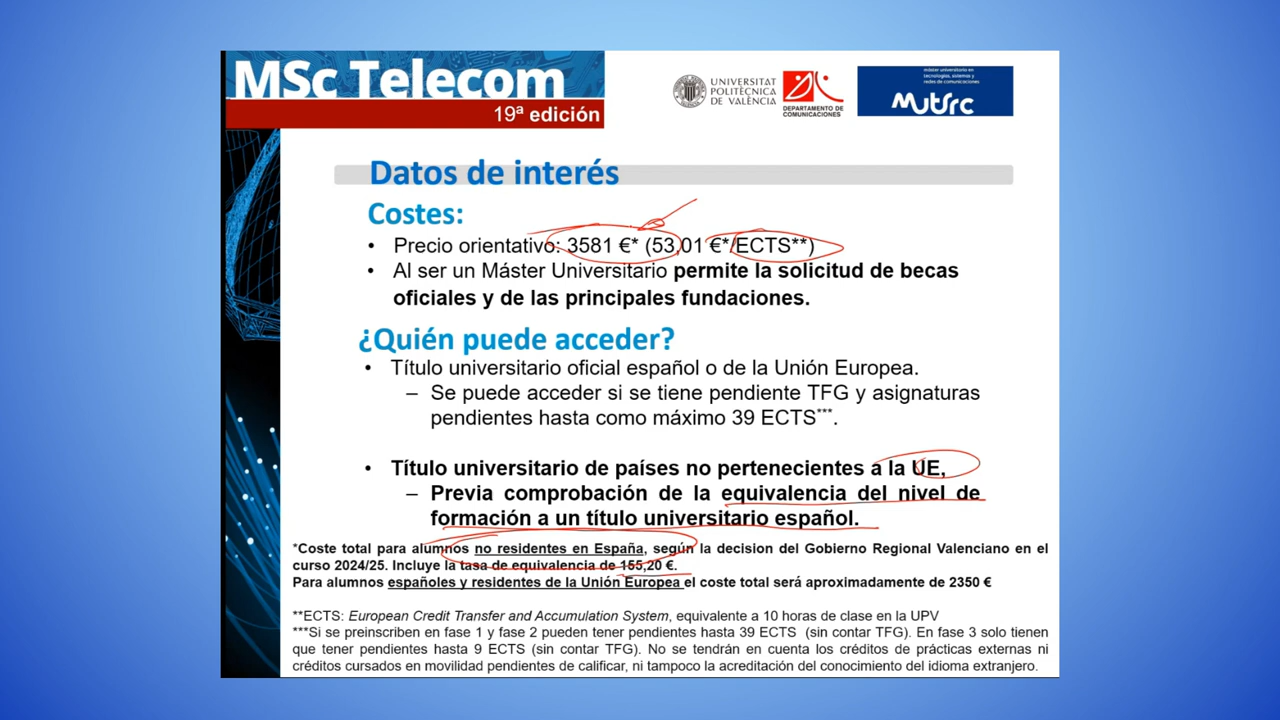 MSc Telecom
19ª edición
UNIVERSITAT
POLITÈCNICA
DE VALÈNCIA
DEPARTAMENTO DE
COMUNICACIONES
máster universitario en
tecnologías, sistemas y
redes de comunicaciones
MUTSRC
Datos de interés
Costes:
• Precio orientativo: 3581 €* (53,01 €*/ECTS**)
• Al ser un Máster Universitario permite la solicitud de becas
oficiales y de las principales fundaciones.
¿Quién puede acceder?
• Título universitario oficial español o de la Unión Europea.
– Se puede acceder si se tiene pendiente TFG y asignaturas
pendientes hasta como máximo 39 ECTS***.
• Título universitario de países no pertenecientes a la UE,
– Previa comprobación de la equivalencia del nivel de
formación a un título universitario español.
*Coste total para alumnos no residentes en España, según la decision del Gobierno Regional Valenciano en el
curso 2024/25. Incluye la tasa de equivalencia de 155,20 €.
Para alumnos españoles y residentes de la Unión Europea el coste total será aproximadamente de 2350 €
**ECTS: European Credit Transfer and Accumulation System, equivalente a 10 horas de clase en la UPV
***Si se preinscriben en fase 1 y fase 2 pueden tener pendientes hasta 39 ECTS (sin contar TFG). En fase 3 solo tienen
que tener pendientes hasta 9 ECTS (sin contar TFG). No se tendrán en cuenta los créditos de prácticas externas ni
créditos cursados en movilidad pendientes de calificar, ni tampoco la acreditación del conocimiento del idioma extranjero.